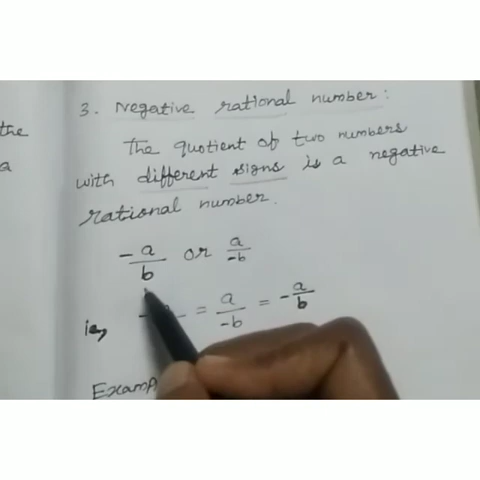 the
a
3. Negative rational number:
The quotient of two numbers
with different signs is a negative
rational number.
-a/b or a/-b
ie, = a/-b = -a/b
Examp